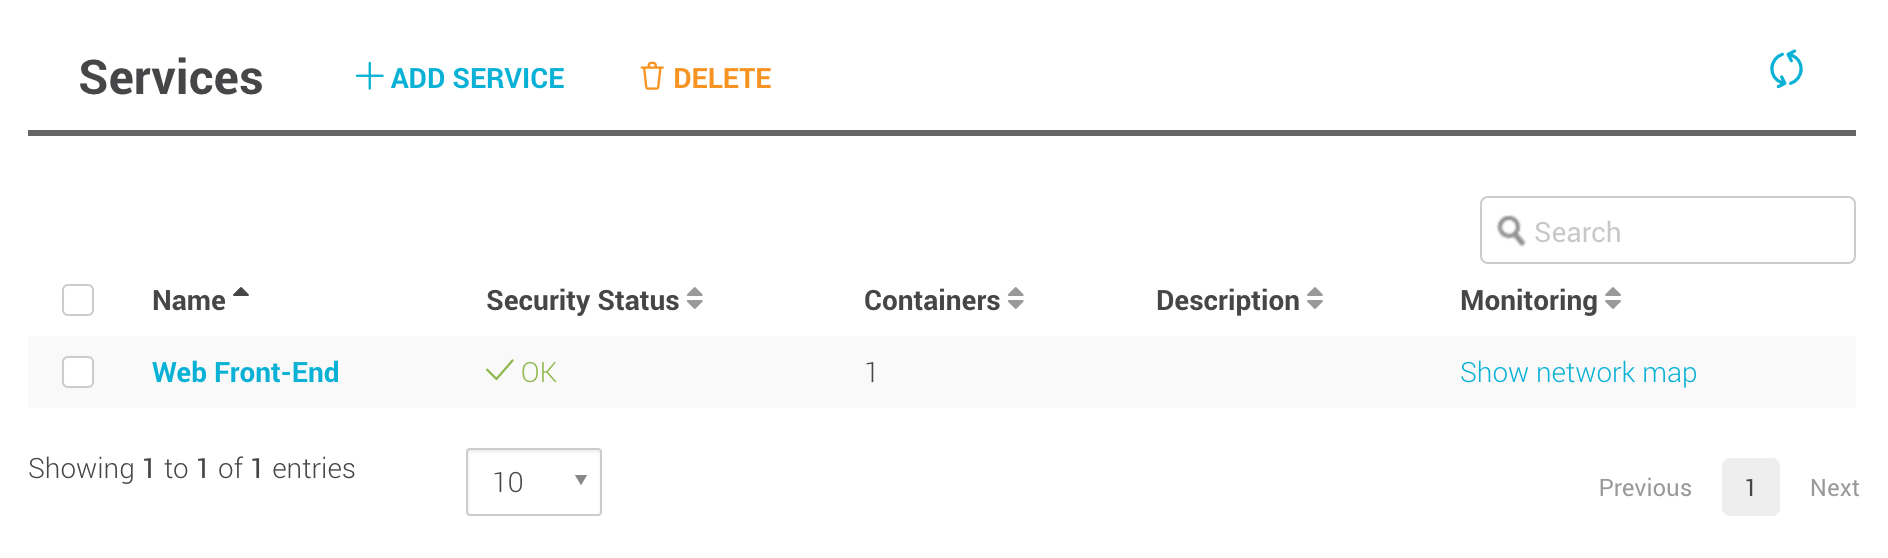 Services ADD SERVICE DELETE
Search
Name Security Status Containers Description Monitoring
Web Front-End OK 1 Show network map
Showing 1 to 1 of 1 entries 10 Previous 1 Next